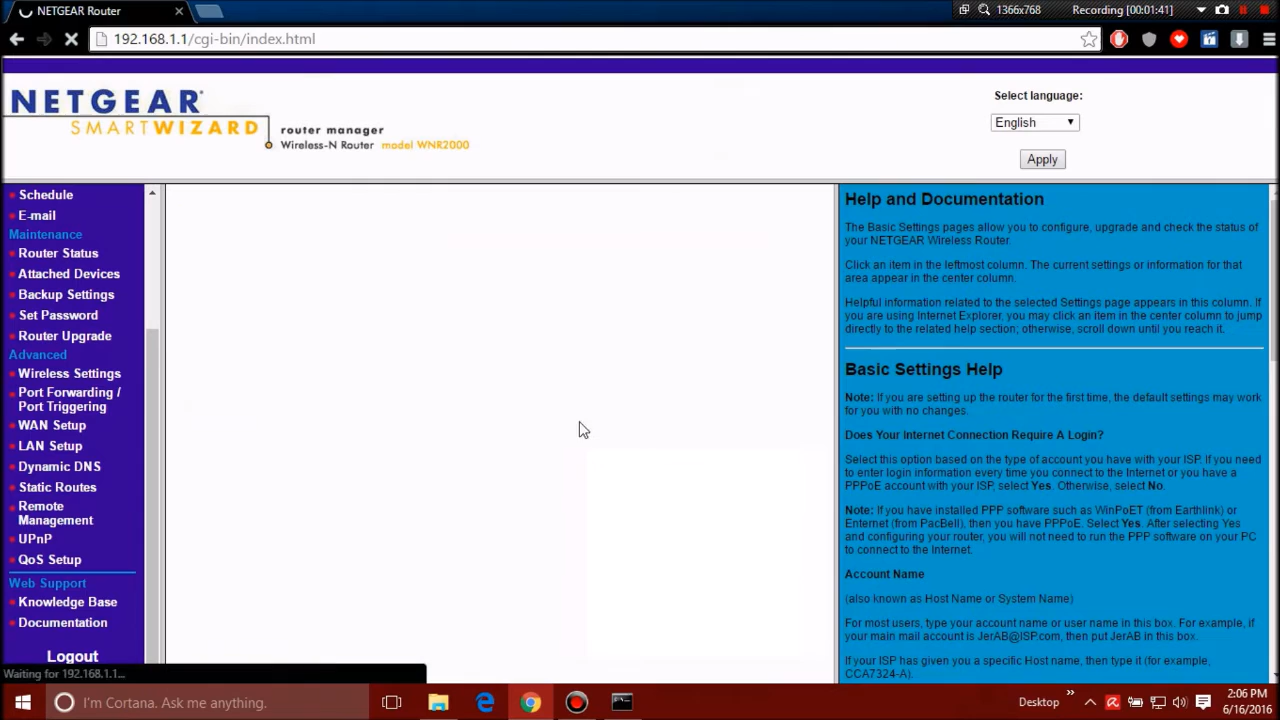 NETGEAR Router
1366x768
Recording [00:01:41]
192.168.1.1/cgi-bin/index.html
NETGEAR®
SMARTWIZARD
router manager
Wireless-N Router model WNR2000
Select language:
English
Apply
Schedule
E-mail
Maintenance
Router Status
Attached Devices
Backup Settings
Set Password
Router Upgrade
Advanced
Wireless Settings
Port Forwarding /
Port Triggering
WAN Setup
LAN Setup
Dynamic DNS
Static Routes
Remote
Management
UPnP
QoS Setup
Web Support
Knowledge Base
Documentation
Logout
Waiting for 192.168.1.1...
Help and Documentation
The Basic Settings pages allow you to configure, upgrade and check the status of
your NETGEAR Wireless Router.
Click an item in the leftmost column. The current settings or information for that
area appear in the center column.
Helpful information related to the selected Settings page appears in this column. If
you are using Internet Explorer, you may click an item in the center column to jump
directly to the related help section; otherwise, scroll down until you reach it.
Basic Settings Help
Note: If you are setting up the router for the first time, the default settings may work
for you with no changes.
Does Your Internet Connection Require A Login?
Select this option based on the type of account you have with your ISP. If you need
to enter login information every time you connect to the Internet or you have a
PPPoE account with your ISP, select Yes. Otherwise, select No.
Note: If you have installed PPP software such as WinPoET (from Earthlink) or
Enternet (from PacBell), then you have PPPoE. Select Yes. After selecting Yes
and configuring your router, you will not need to run the PPP software on your PC
to connect to the Internet.
Account Name
(also known as Host Name or System Name)
For most users, type your account name or user name in this box. For example, if
your main mail account is JerAB@ISP.com, then put JerAB in this box.
If your ISP has given you a specific Host name, then type it (for example,
CCA7324-A).
I'm Cortana. Ask me anything.
Desktop
2:06 PM
6/16/2016